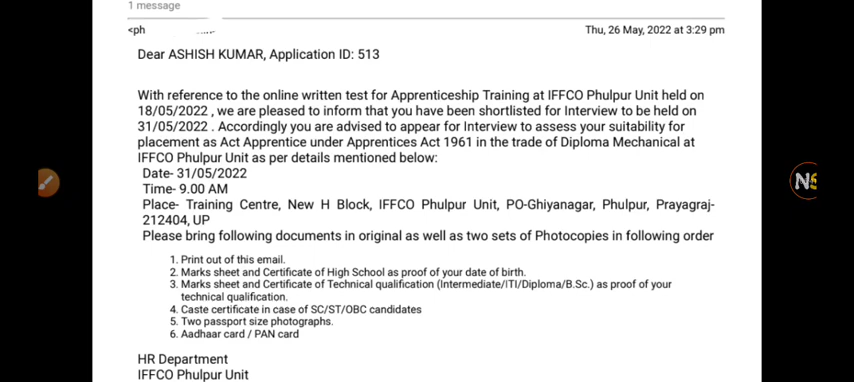 1 message
<ph
Thu, 26 May, 2022 at 3:29 pm
Dear ASHISH KUMAR, Application ID: 513
With reference to the online written test for Apprenticeship Training at IFFCO Phulpur Unit held on
18/05/2022 , we are pleased to inform that you have been shortlisted for Interview to be held on
31/05/2022 . Accordingly you are advised to appear for Interview to assess your suitability for
placement as Act Apprentice under Apprentices Act 1961 in the trade of Diploma Mechanical at
IFFCO Phulpur Unit as per details mentioned below:
Date- 31/05/2022
Time- 9.00 AM
Place- Training Centre, New H Block, IFFCO Phulpur Unit, PO-Ghiyanagar, Phulpur, Prayagraj-
212404, UP
Please bring following documents in original as well as two sets of Photocopies in following order
1. Print out of this email.
2. Marks sheet and Certificate of High School as proof of your date of birth.
3. Marks sheet and Certificate of Technical qualification (Intermediate/ITI/Diploma/B.Sc.) as proof of your
technical qualification.
4. Caste certificate in case of SC/ST/OBC candidates
5. Two passport size photographs.
6. Aadhaar card / PAN card
HR Department
IFFCO Phulpur Unit